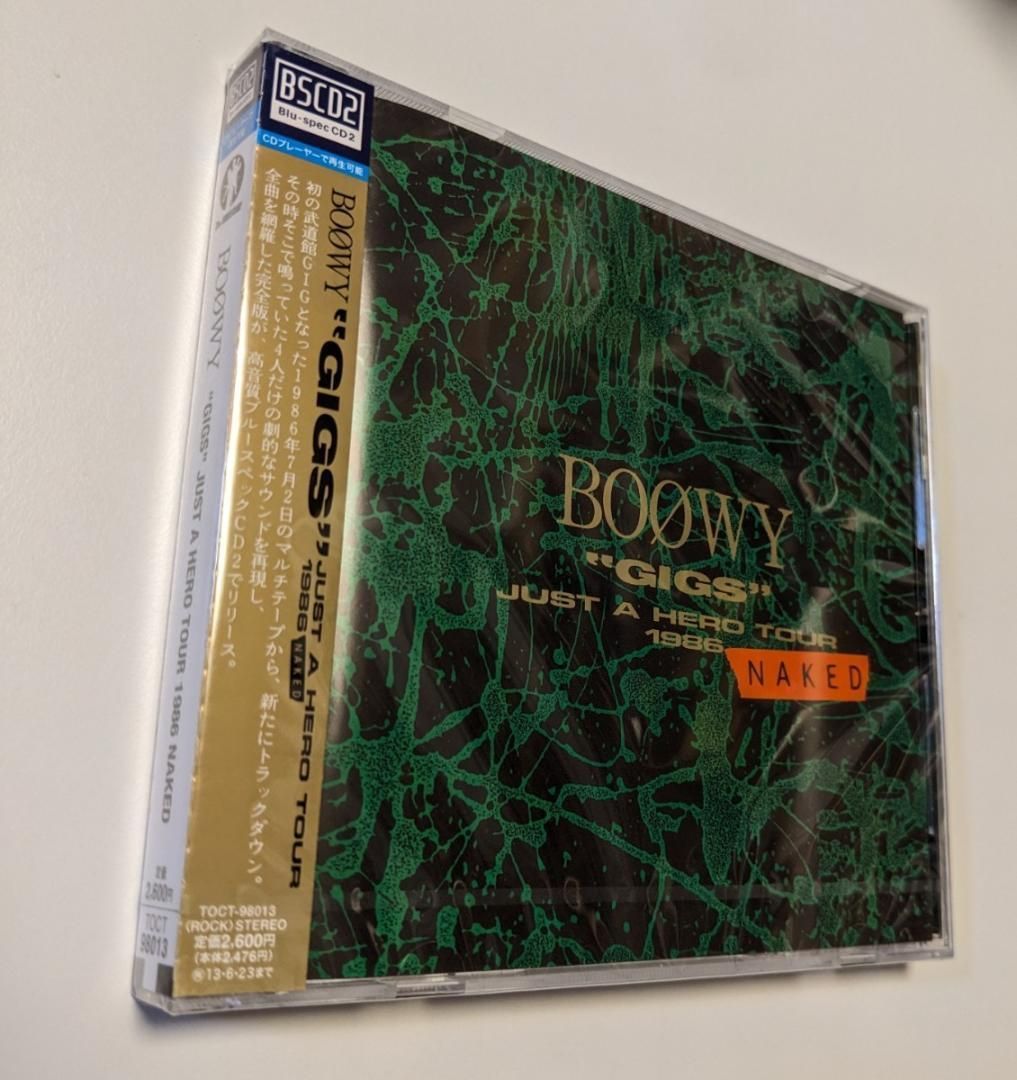 BSCD2
Blu-spec CD 2
CDプレーヤーで再生可能
BOØWY “GIGS” JUST A HERO TOUR 1986 NAKED
初の武道館GIGとなった1986年7月2日のマルチテープから、新たにトラックダウン。
その時そこで鳴っていた4人だけの劇的なサウンドを再現し、
全曲を網羅した完全版が、高音質ブルースペックCD2でリリース。
TOCT-98013
(ROCK) STEREO
定価2,600円
(本体2,476円)
13・6・23まで
BSCD2
BOØWY “GIGS” JUST A HERO TOUR 1986 NAKED
定価
2,600円
TOCT
98013
BOØWY
“GIGS”
JUST A HERO TOUR
1986
NAKED